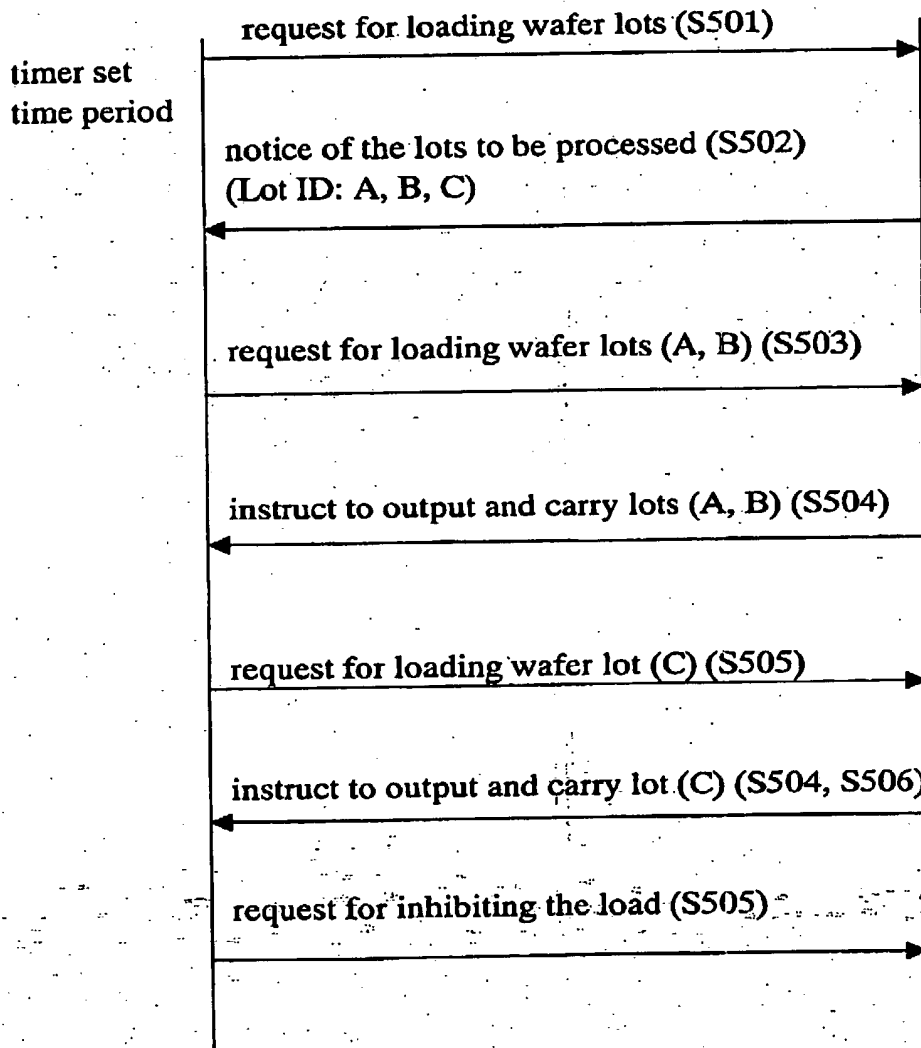 request for loading wafer lots (S501)
timer set
time period
notice of the lots to be processed (S502)
(Lot ID: A, B, C)
request for loading wafer lots (A, B) (S503)
instruct to output and carry lots (A, B) (S504)
request for loading wafer lot (C) (S505)
instruct to output and carry lot (C) (S504, S506)
request for inhibiting the load (S505)